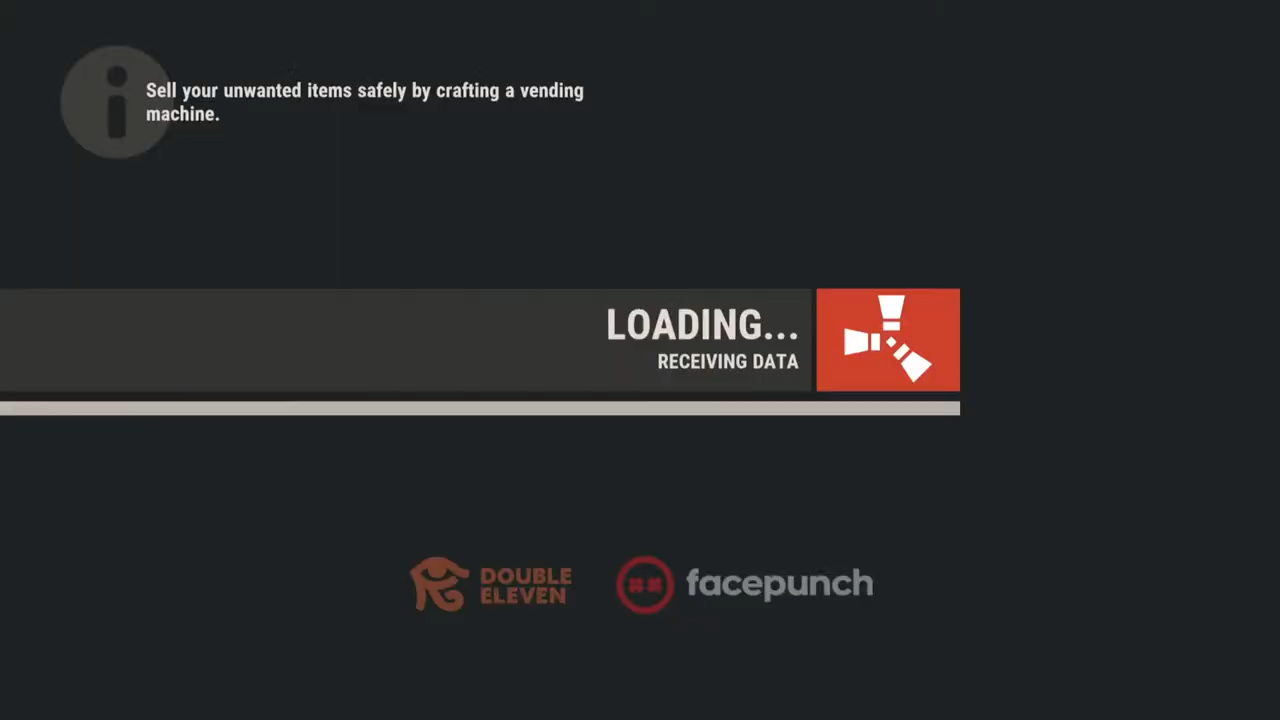 Sell your unwanted items safely by crafting a vending
machine.
LOADING...
RECEIVING DATA
DOUBLE
ELEVEN
facepunch